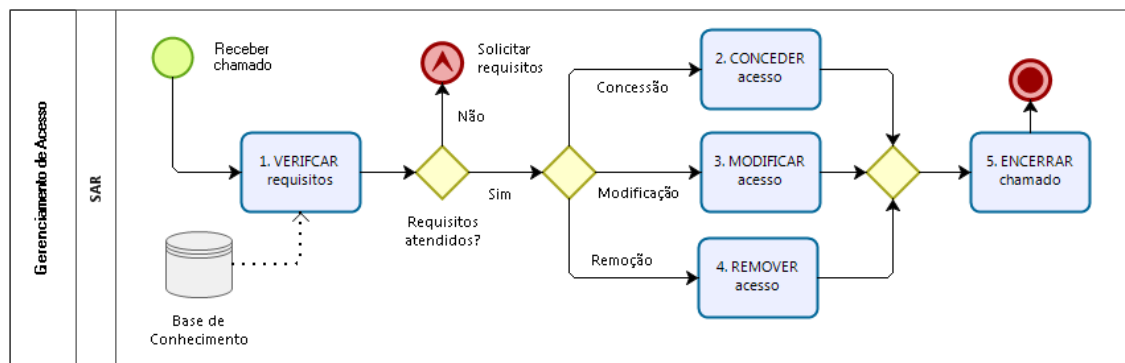 Gerenciamento de Acesso
SAR
Receber
chamado
1. VERIFCAR
requisitos
Base de
Conhecimento
Requisitos
atendidos?
Não
Solicitar
requisitos
Sim
Concessão
2. CONCEDER
acesso
Modificação
3. MODIFICAR
acesso
Remoção
4. REMOVER
acesso
5. ENCERRAR
chamado